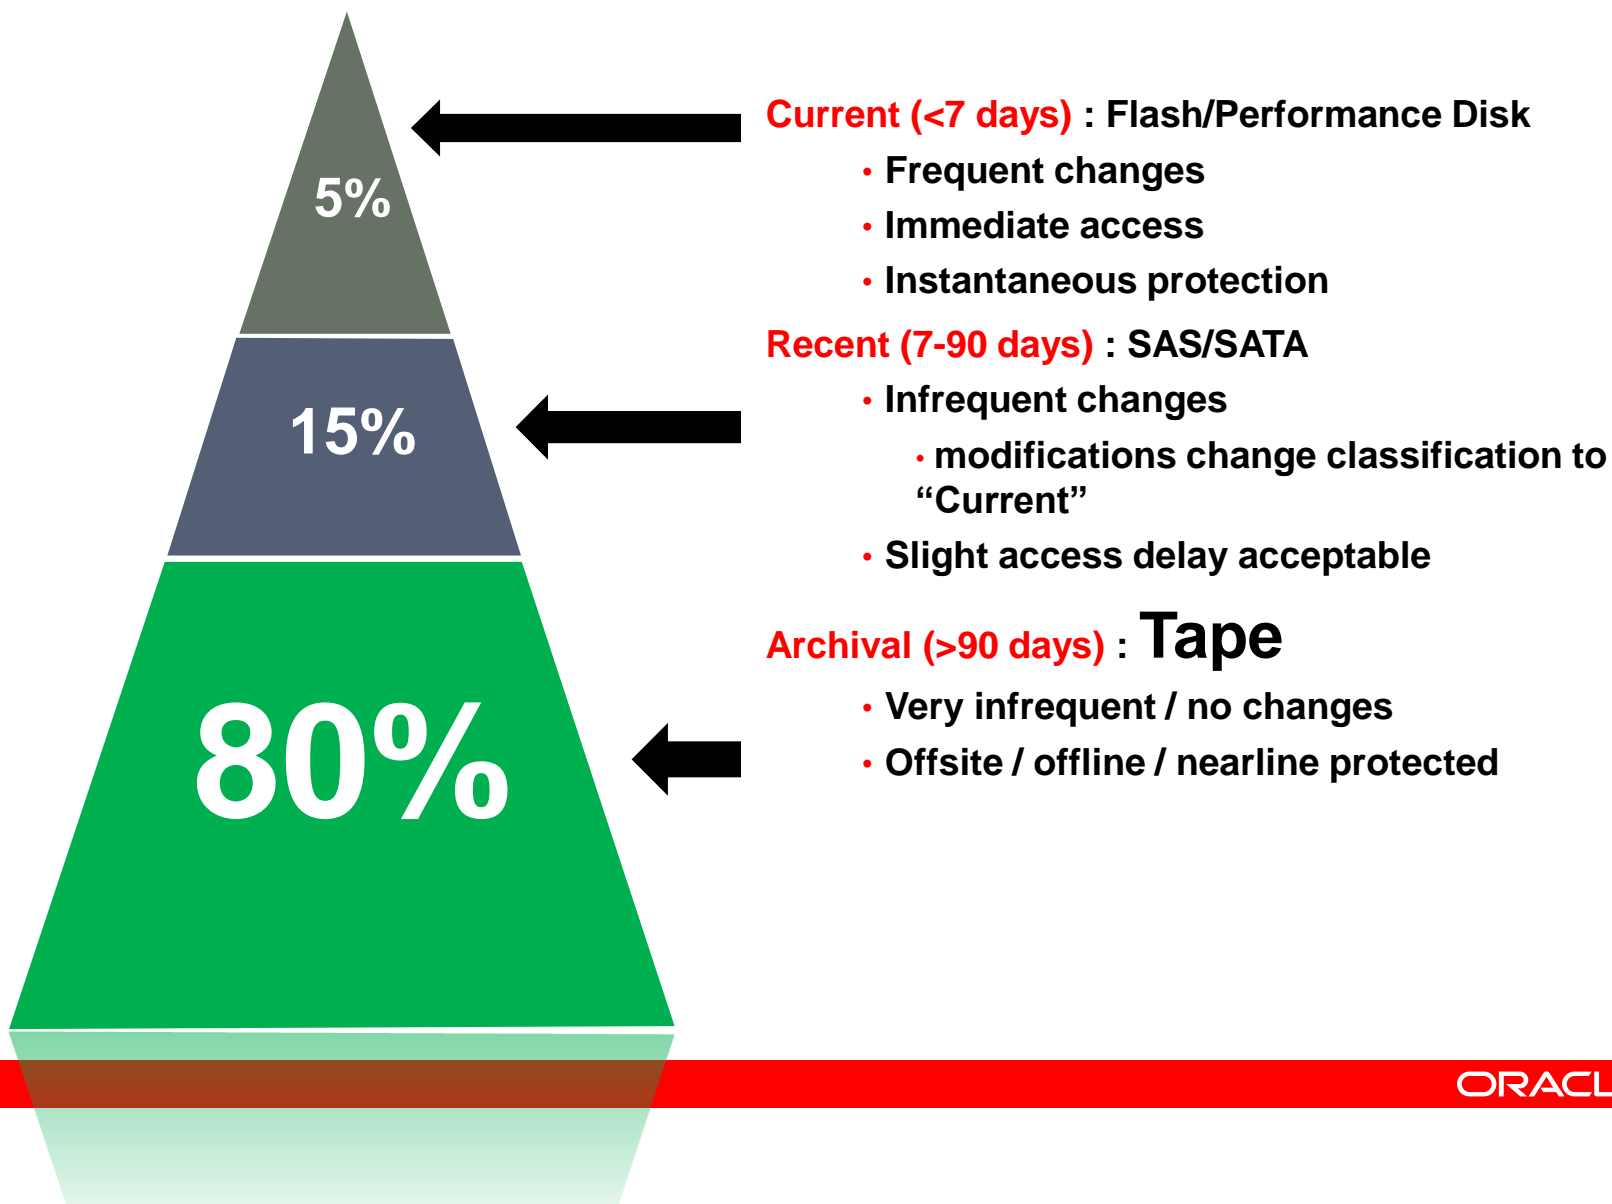 5%
15%
80%
Current (<7 days) : Flash/Performance Disk
• Frequent changes
• Immediate access
• Instantaneous protection
Recent (7-90 days) : SAS/SATA
• Infrequent changes
• modifications change classification to
“Current”
• Slight access delay acceptable
Archival (>90 days) : Tape
• Very infrequent / no changes
• Offsite / offline / nearline protected
ORACL